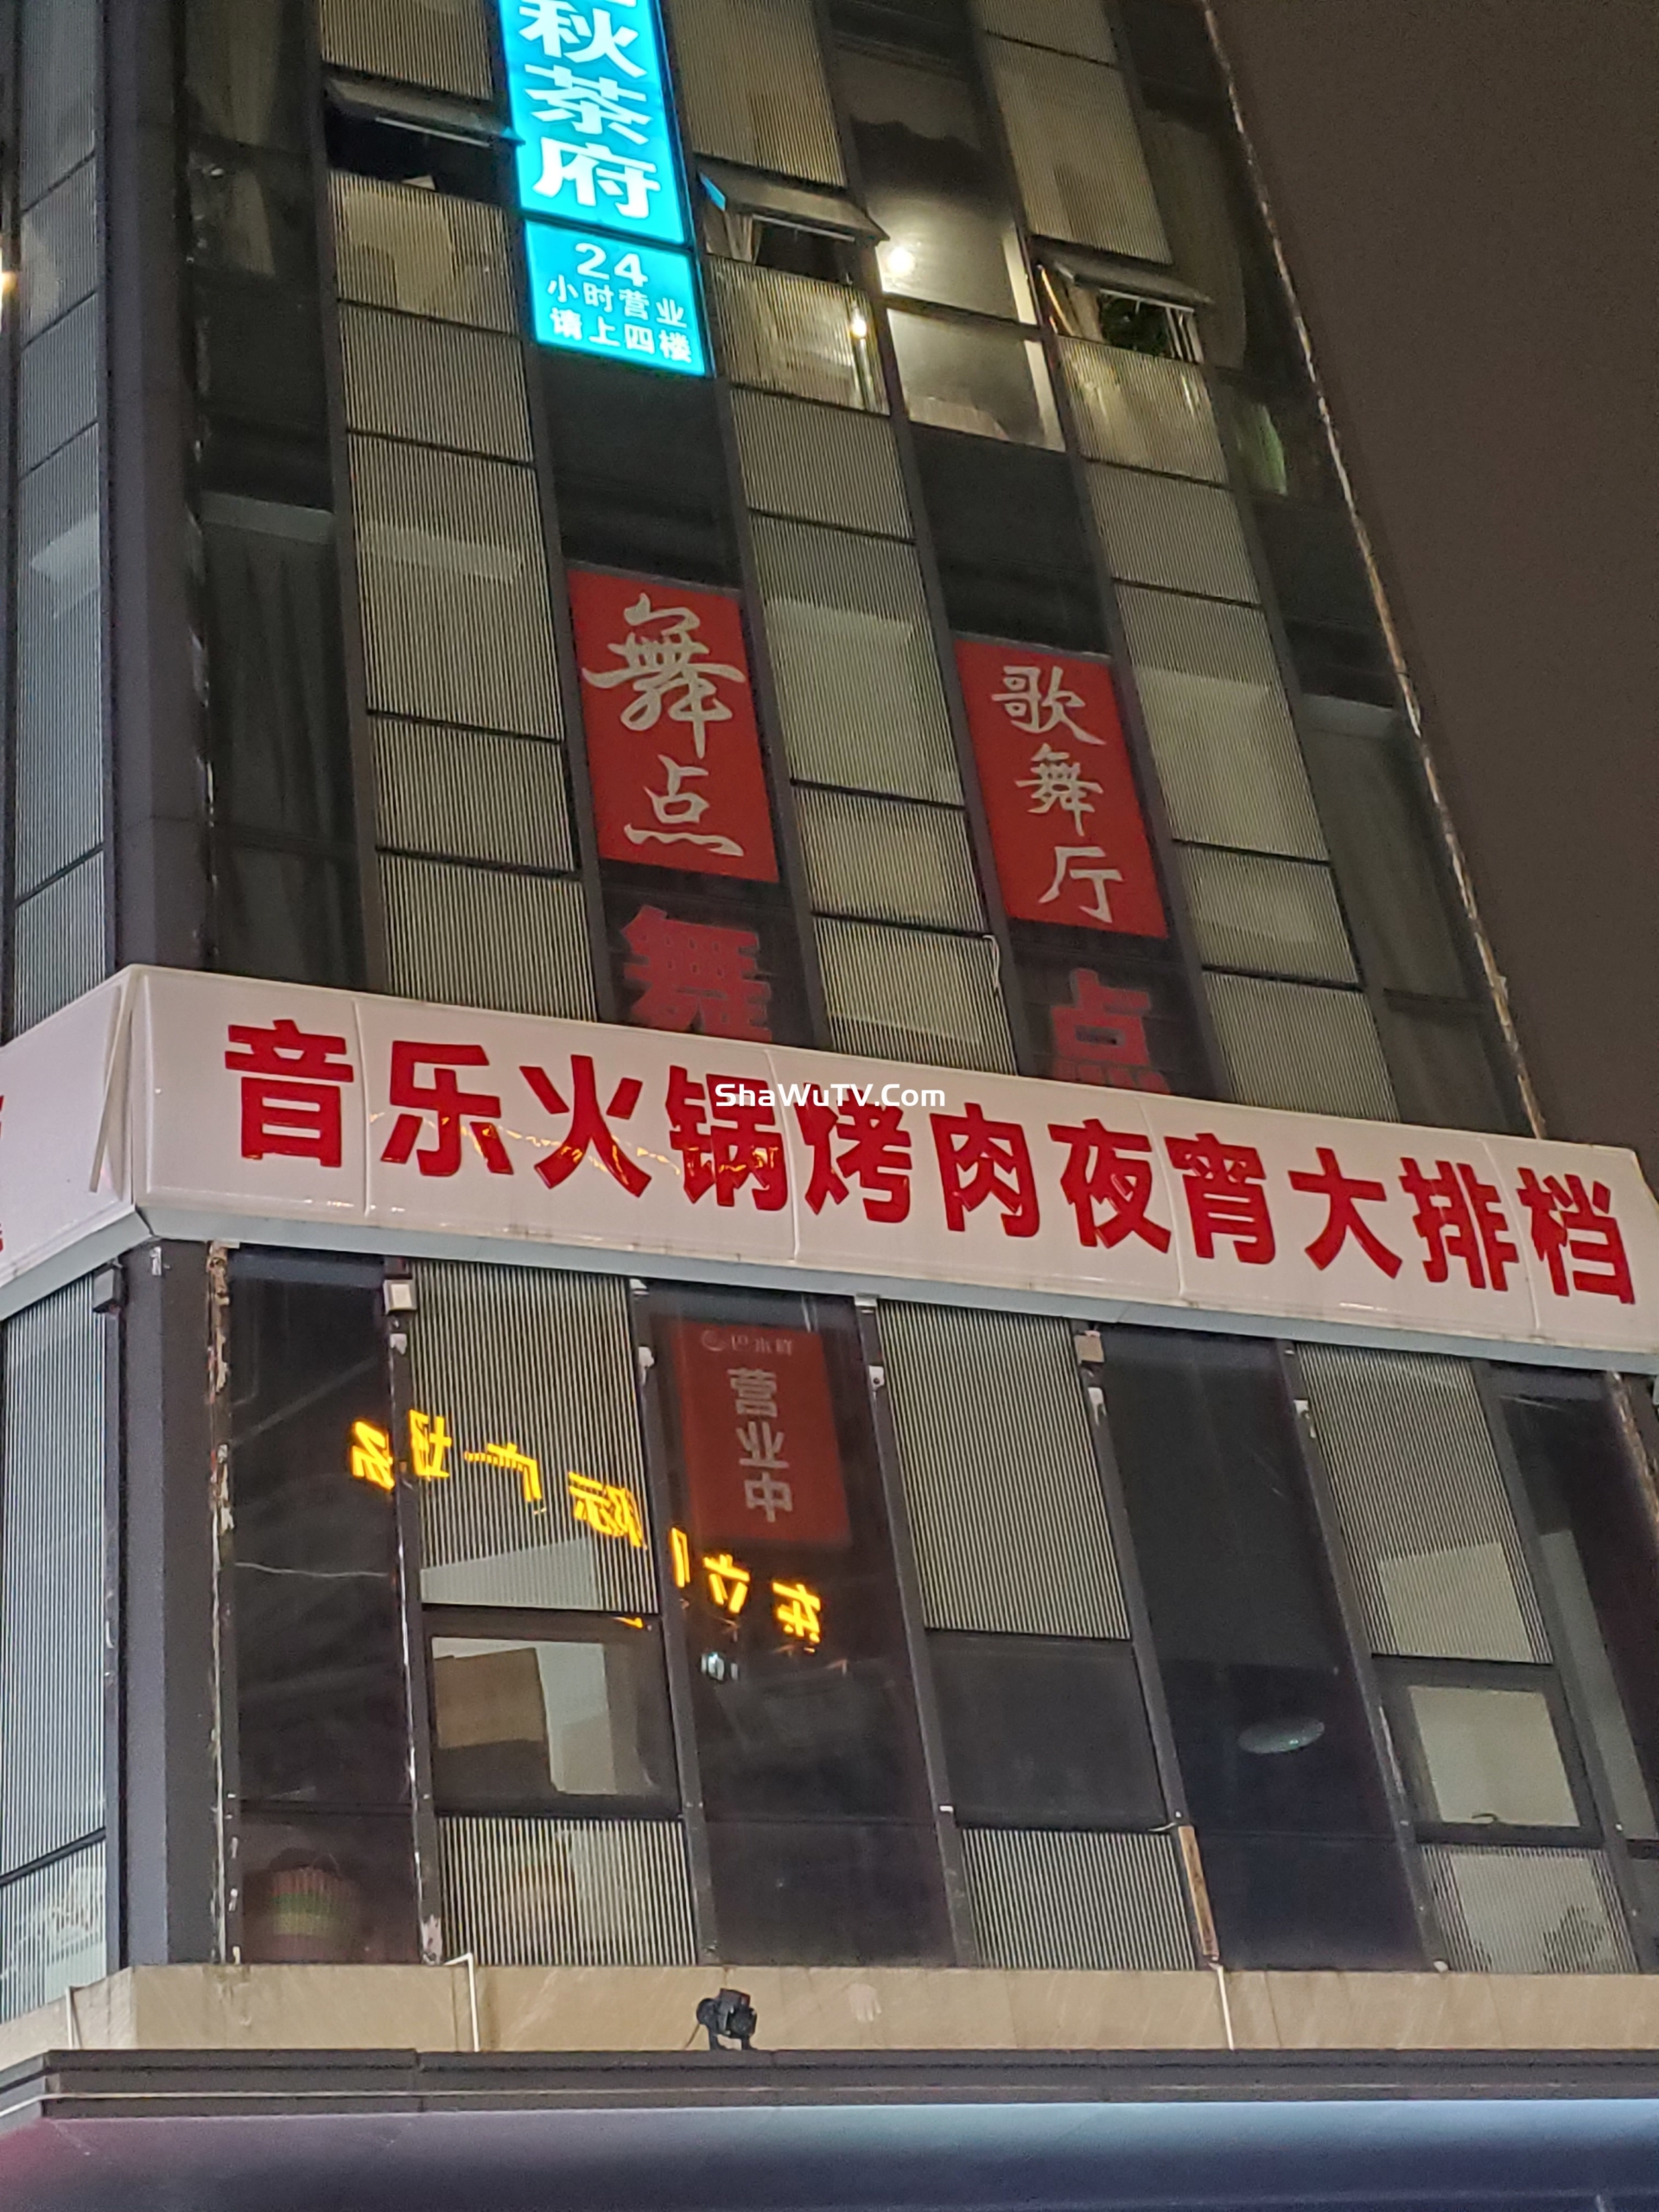 秋茶府
24
小时营业
请上四楼
舞点
歌舞厅
舞点
ShaWuTV.Com
音乐火锅烤肉夜宵大排档
营业中